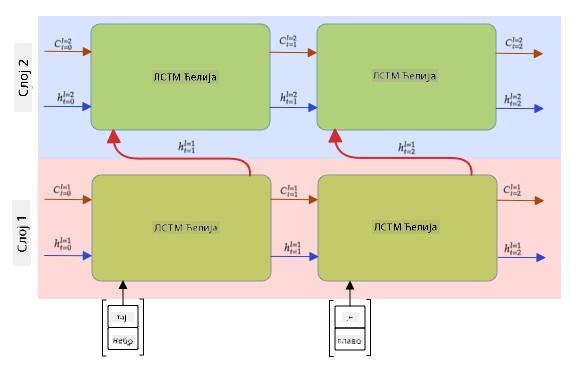 Слој 2
C_{t=0}^{l=2}
ЛСТМ Ћелија
C_{t=1}^{l=2}
ЛСТМ Ћелија
C_{t=2}^{l=2}
h_{t=0}^{l=2}
h_{t=1}^{l=2}
h_{t=2}^{l=2}
h_{t=1}^{l=1}
h_{t=2}^{l=1}
Слој 1
C_{t=0}^{l=1}
ЛСТМ Ћелија
C_{t=1}^{l=1}
ЛСТМ Ћелија
C_{t=2}^{l=1}
h_{t=0}^{l=1}
h_{t=1}^{l=1}
h_{t=2}^{l=1}
тај
небо
плаво